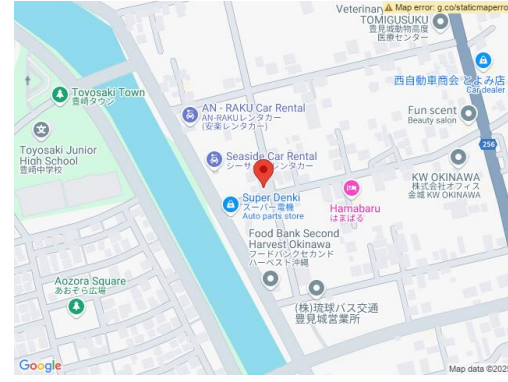 Veterinary
Map error: g.co/staticmaperro
TOMIGUSUKU
豊見城動物高度
医療センター
西自動車商会 とよみ店
Car dealer
Toyosaki Town
豊崎タウン
AN - RAKU Car Rental
AN-RAKUレンタカー
(安楽レンタカー)
Fun scent
Beauty salon
256
Toyosaki Junior
High School
豊崎中学校
Seaside Car Rental
シーサ
レンタカー
KW OKINAWA
株式会社オフィス
金城 KW OKINAWA
Super Denki
スーパー電機
Auto parts store
Hamabaru
はまばる
Food Bank Second
Harvest Okinawa
フードバンクセカンド
ハーベスト沖縄
Aozora Square
あおぞら広場
(株)琉球バス交通
豊見城営業所
Google
Map data ©2025